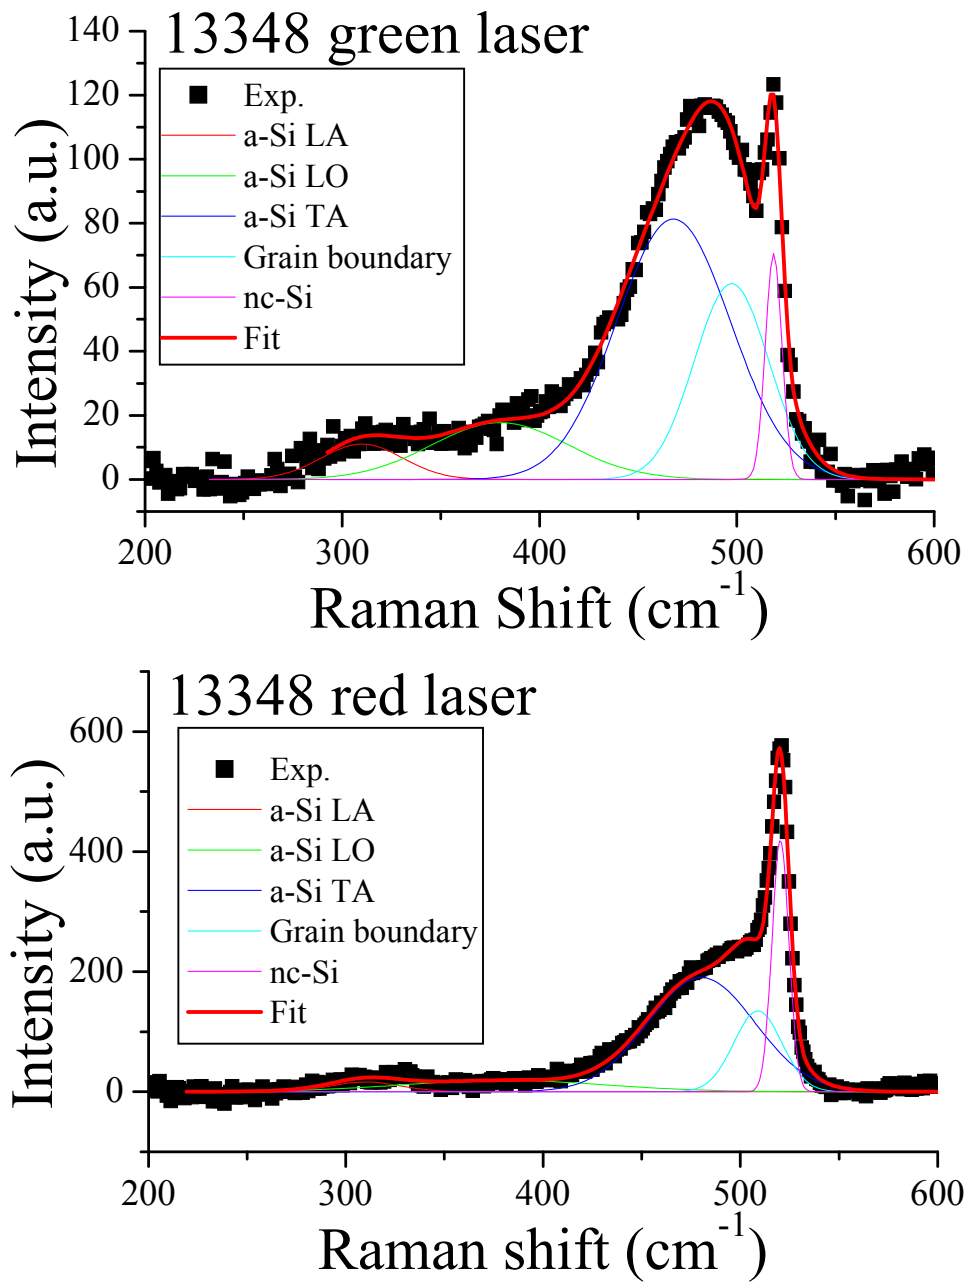 13348 green laser
Exp.
a-Si LA
a-Si LO
a-Si TA
Grain boundary
nc-Si
Fit
Intensity (a.u.)
140
120
100
80
60
40
20
0
200 300 400 500 600
Raman Shift (cm⁻¹)
13348 red laser
Exp.
a-Si LA
a-Si LO
a-Si TA
Grain boundary
nc-Si
Fit
Intensity (a.u.)
600
400
200
0
200 300 400 500 600
Raman shift (cm⁻¹)